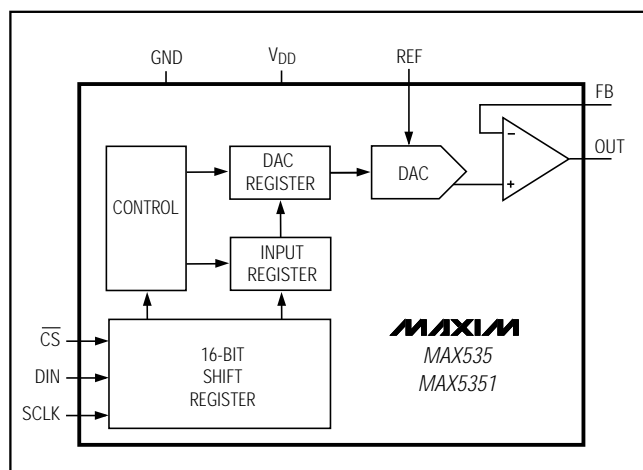 GND
VDD
REF
FB
OUT
DAC
REGISTER
DAC
CONTROL
INPUT
REGISTER
CS
DIN
SCLK
16-BIT
SHIFT
REGISTER
MAXIM
MAX535
MAX5351
-
+